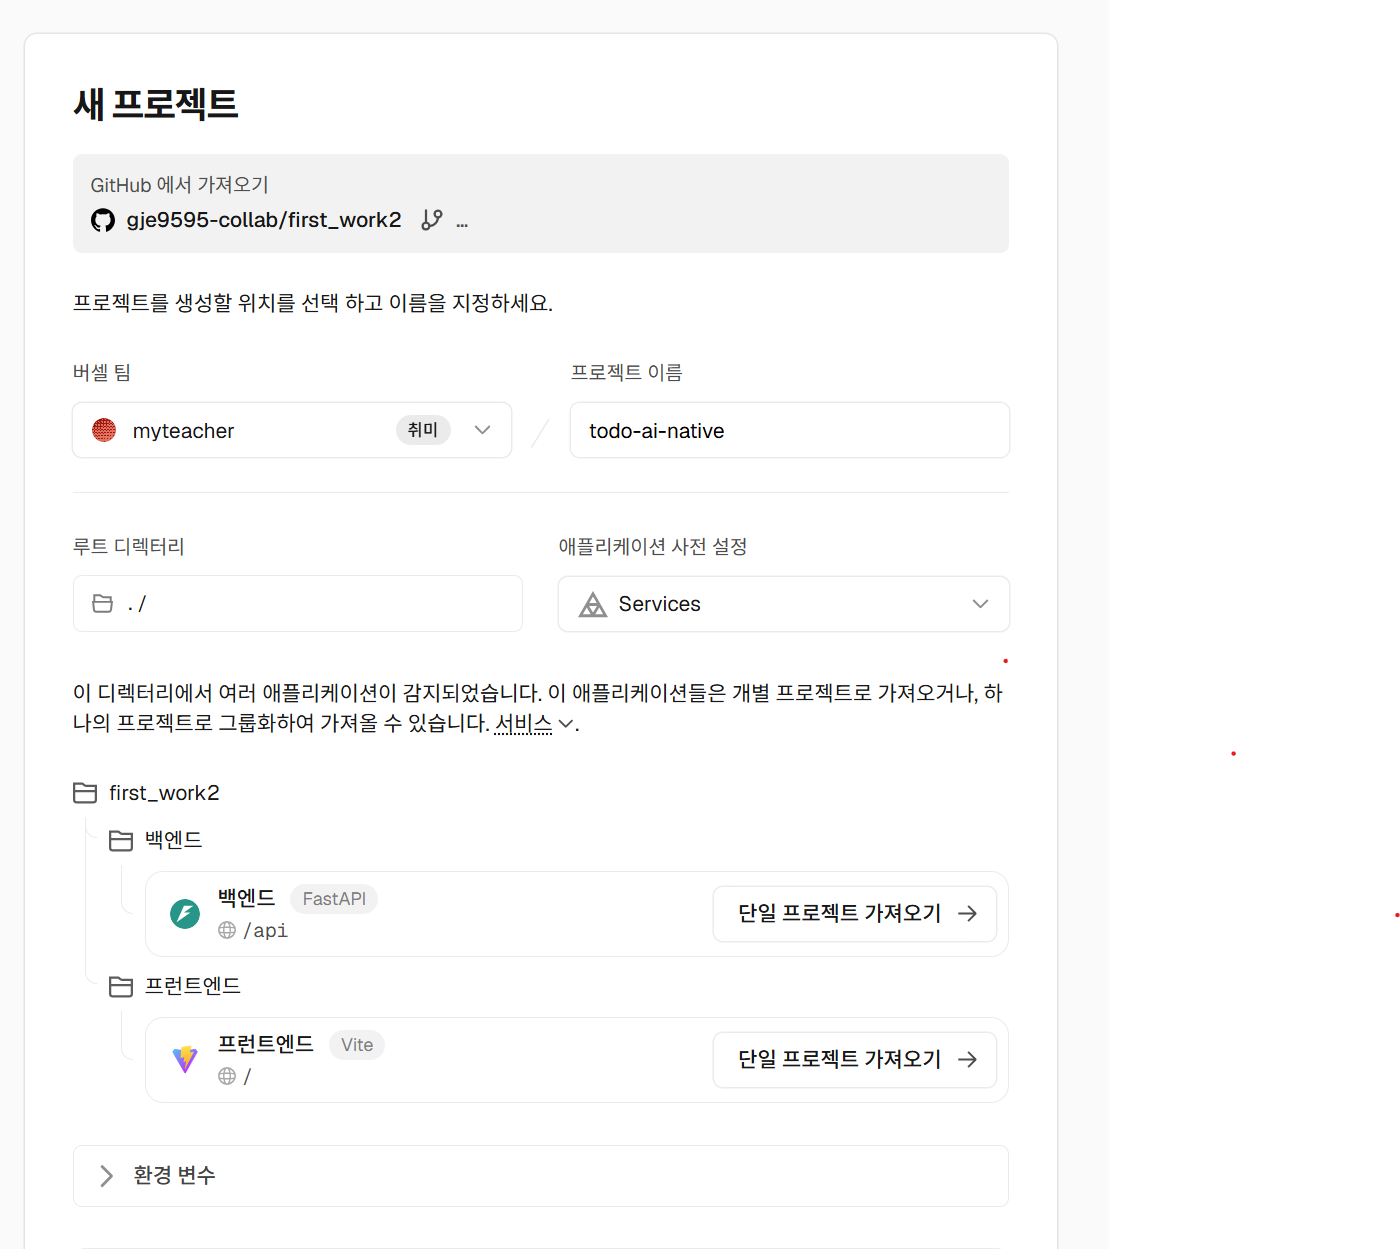 새 프로젝트
GitHub 에서 가져오기
gje9595-collab/first_work2 ...
프로젝트를 생성할 위치를 선택 하고 이름을 지정하세요.
버셀 팀
프로젝트 이름
myteacher 취미
todo-ai-native
루트 디렉터리
애플리케이션 사전 설정
./
Services
이 디렉터리에서 여러 애플리케이션이 감지되었습니다. 이 애플리케이션들은 개별 프로젝트로 가져오거나, 하
나의 프로젝트로 그룹화하여 가져올 수 있습니다. 서비스 .
first_work2
백엔드
백엔드 FastAPI
/api
단일 프로젝트 가져오기 →
프런트엔드
프런트엔드 Vite
/
단일 프로젝트 가져오기 →
환경 변수